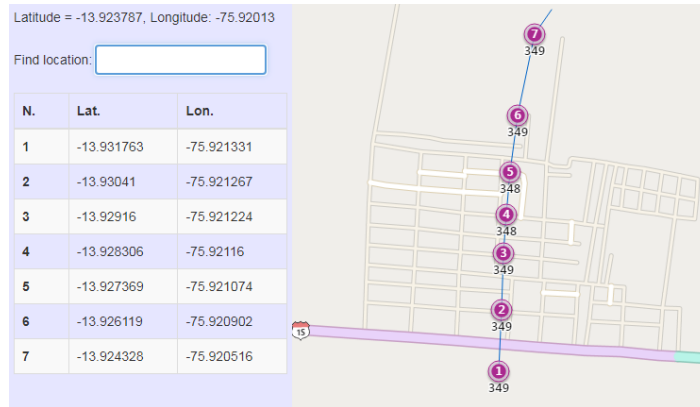 Latitude = -13.923787, Longitude: -75.92013
Find location:
N. Lat. Lon.
1 -13.931763 -75.921331
2 -13.93041 -75.921267
3 -13.92916 -75.921224
4 -13.928306 -75.92116
5 -13.927369 -75.921074
6 -13.926119 -75.920902
7 -13.924328 -75.920516
7
349
6
349
5
348
4
348
3
349
2
349
1S
1
349